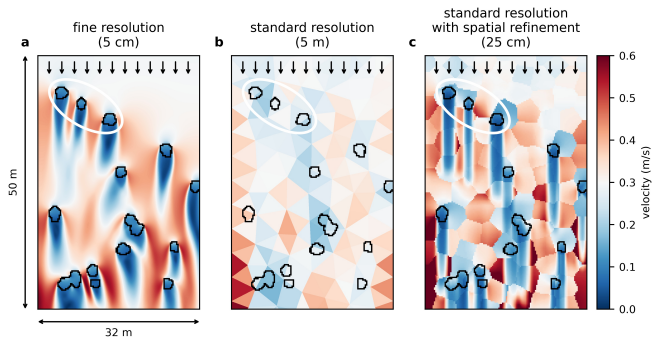 a
fine resolution
(5 cm)
b
standard resolution
(5 m)
c
standard resolution
with spatial refinement
(25 cm)
50 m
32 m
0.6
0.5
0.4
0.3
0.2
0.1
0.0
velocity (m/s)